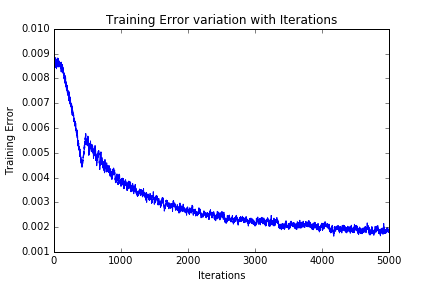 Training Error variation with Iterations
0.010
0.009
0.008
0.007
0.006
0.005
0.004
0.003
0.002
0.001
Training Error
0 1000 2000 3000 4000 5000
Iterations